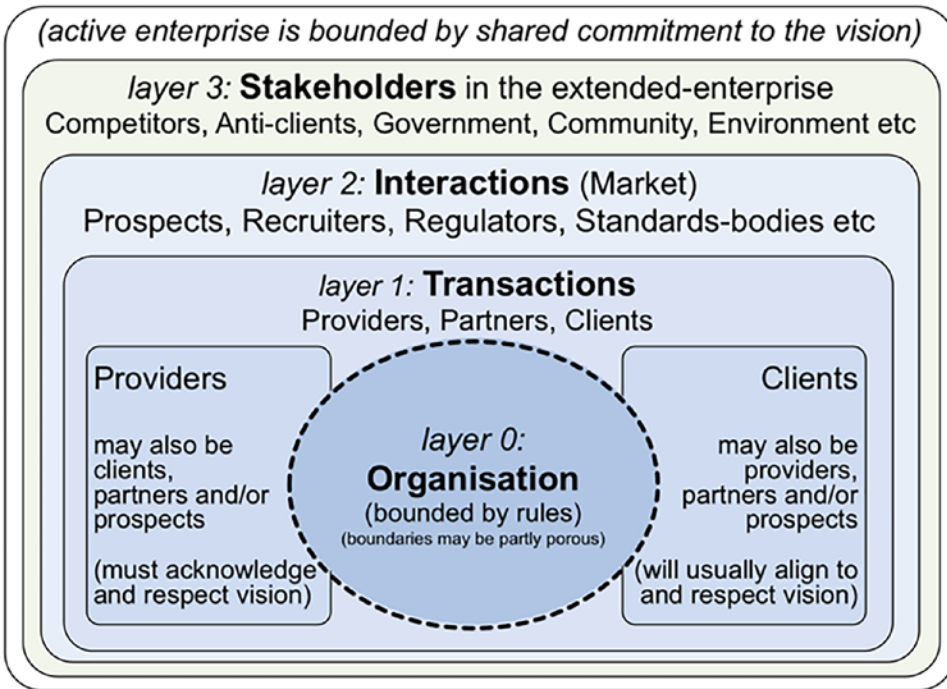 (active enterprise is bounded by shared commitment to the vision)
layer 3: Stakeholders in the extended-enterprise
Competitors, Anti-clients, Government, Community, Environment etc
layer 2: Interactions (Market)
Prospects, Recruiters, Regulators, Standards-bodies etc
layer 1: Transactions
Providers, Partners, Clients
Providers
may also be
clients,
partners and/or
prospects
(must acknowledge
and respect vision)
layer 0:
Organisation
(bounded by rules)
(boundaries may be partly porous)
Clients
may also be
providers,
partners and/or
prospects
(will usually align to
and respect vision)